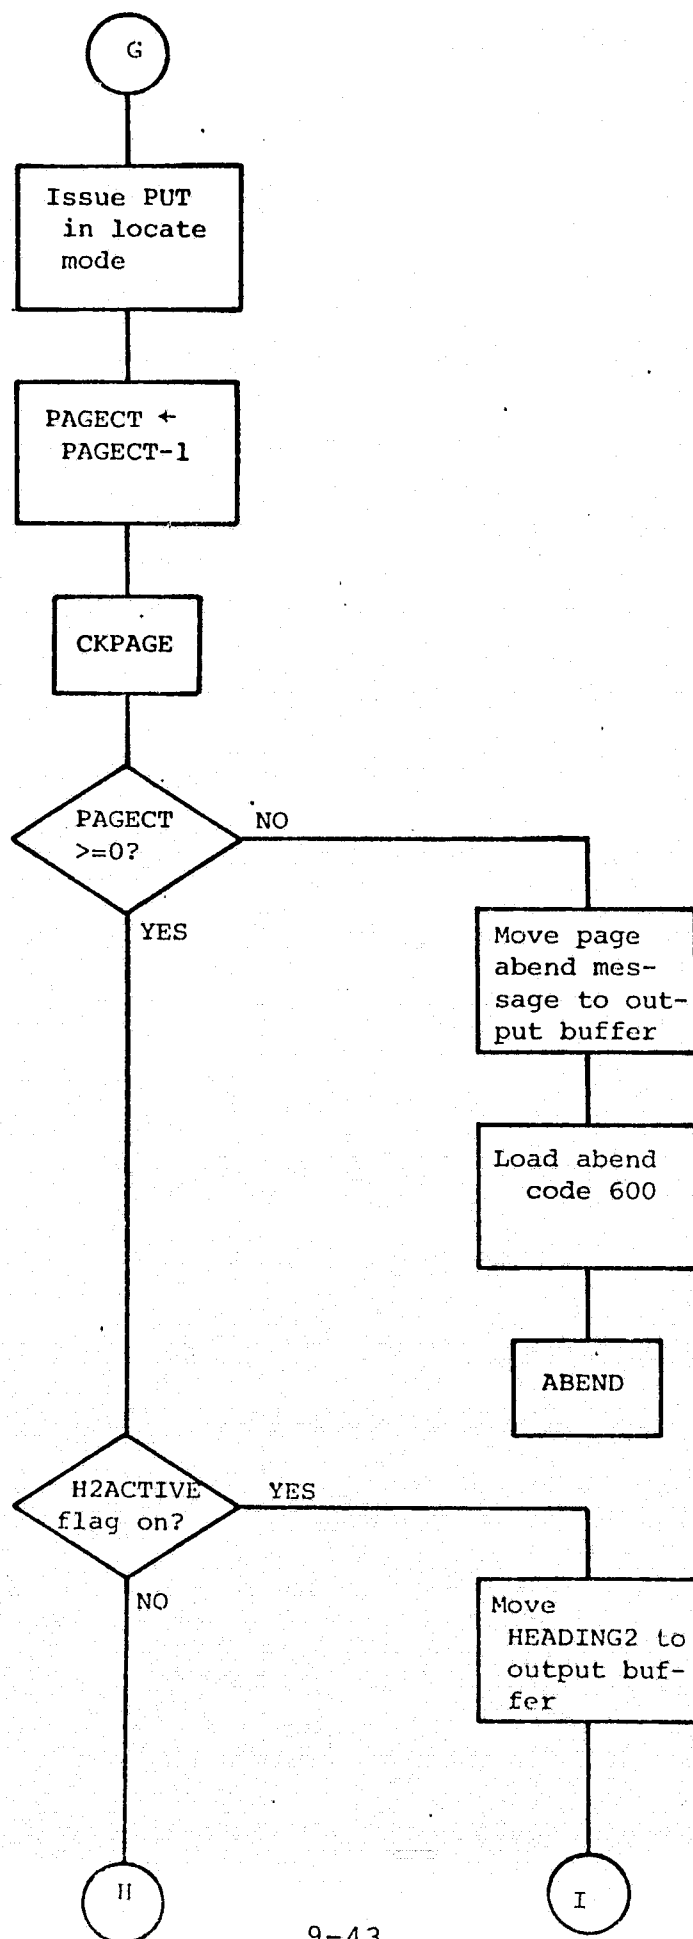 G
Issue PUT
in locate
mode
PAGECT ←
PAGECT-1
CKPAGE
PAGECT
>=0?
NO
YES
Move page
abend mes-
sage to out-
put buffer
Load abend
code 600
ABEND
H2ACTIVE
flag on?
YES
NO
Move
HEADING2 to
output buf-
fer
H
I
9-43